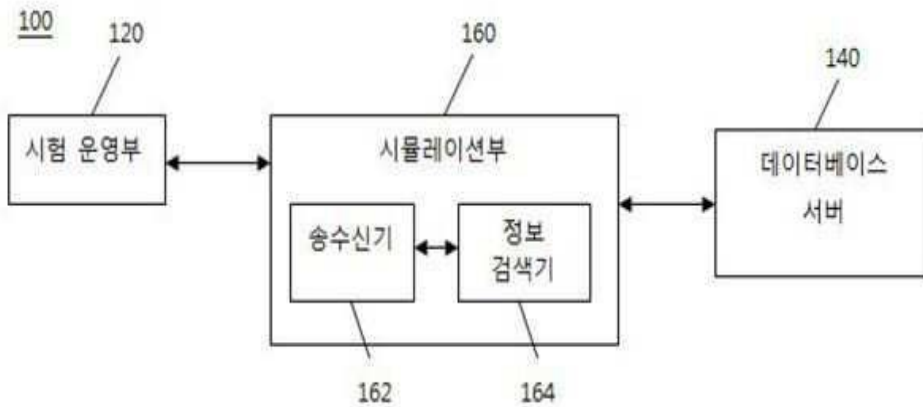 100
120
160
140
시험 운영부
시뮬레이션부
데이터베이스
서버
송수신기
정보
검색기
162
164